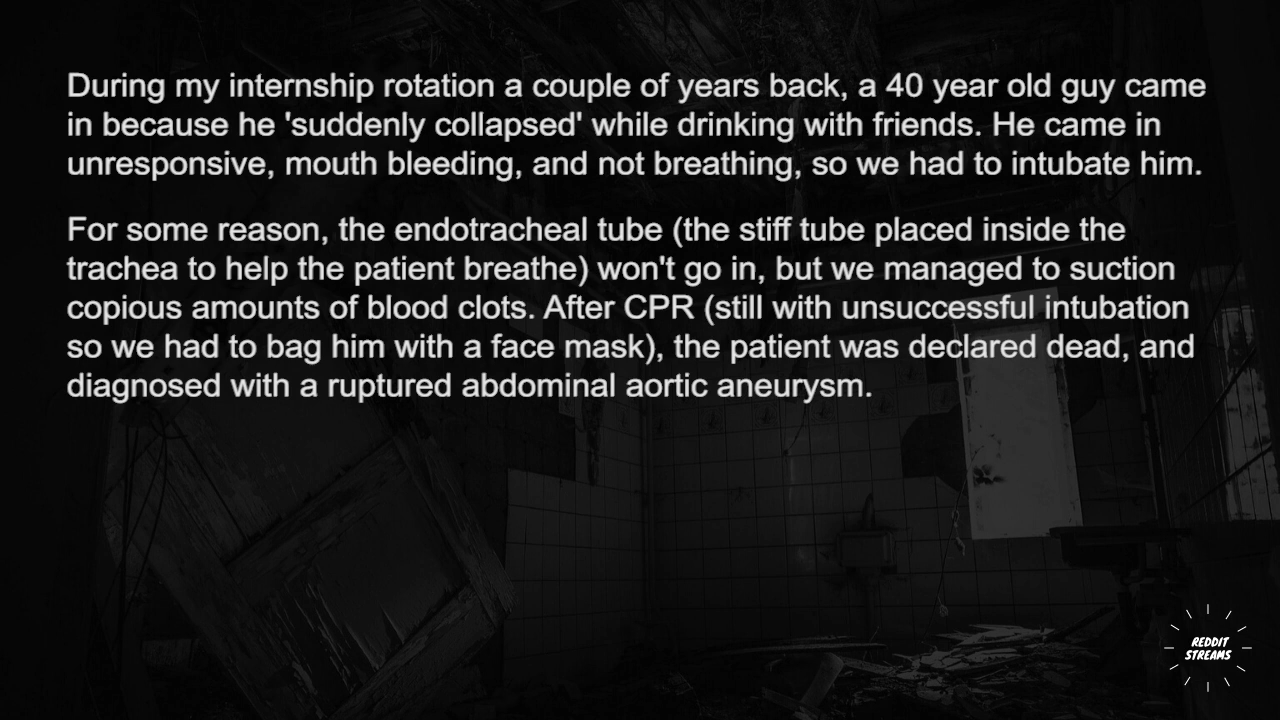 During my internship rotation a couple of years back, a 40 year old guy came
in because he 'suddenly collapsed' while drinking with friends. He came in
unresponsive, mouth bleeding, and not breathing, so we had to intubate him.
For some reason, the endotracheal tube (the stiff tube placed inside the
trachea to help the patient breathe) won't go in, but we managed to suction
copious amounts of blood clots. After CPR (still with unsuccessful intubation
so we had to bag him with a face mask), the patient was declared dead, and
diagnosed with a ruptured abdominal aortic aneurysm.
REDDIT
STREAMS